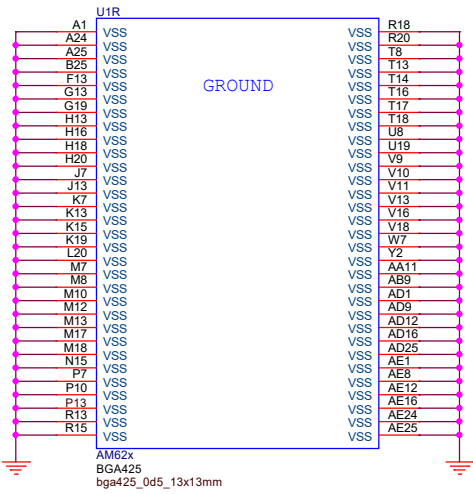 U1R
A1 VSS VSS R18
A24 VSS VSS R20
A25 VSS VSS T8
B25 VSS VSS T13
F13 VSS GROUND VSS T14
G13 VSS VSS T16
G19 VSS VSS T17
H13 VSS VSS T18
H16 VSS VSS U8
H18 VSS VSS U19
H20 VSS VSS V9
J7 VSS VSS V10
J13 VSS VSS V11
K7 VSS VSS V13
K13 VSS VSS V16
K15 VSS VSS V18
K19 VSS VSS W7
L20 VSS VSS Y2
M7 VSS VSS AA11
M8 VSS VSS AB9
M10 VSS VSS AD1
M12 VSS VSS AD9
M13 VSS VSS AD12
M17 VSS VSS AD16
M18 VSS VSS AD25
N15 VSS VSS AE1
P7 VSS VSS AE8
P10 VSS VSS AE12
P13 VSS VSS AE16
R13 VSS VSS AE24
R15 VSS VSS AE25
AM62x
BGA425
bga425_0d5_13x13mm